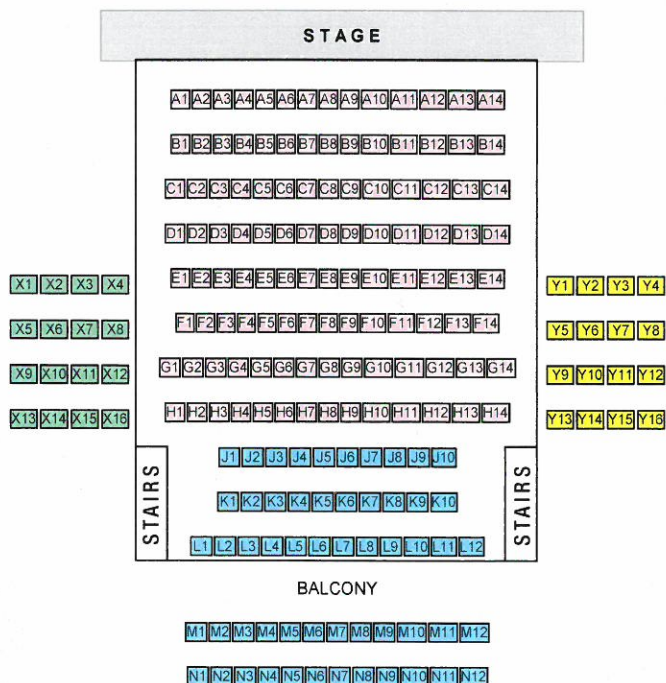 STAGE
A1 A2 A3 A4 A5 A6 A7 A8 A9 A10 A11 A12 A13 A14
B1 B2 B3 B4 B5 B6 B7 B8 B9 B10 B11 B12 B13 B14
C1 C2 C3 C4 C5 C6 C7 C8 C9 C10 C11 C12 C13 C14
D1 D2 D3 D4 D5 D6 D7 D8 D9 D10 D11 D12 D13 D14
X1 X2 X3 X4 E1 E2 E3 E4 E5 E6 E7 E8 E9 E10 E11 E12 E13 E14 Y1 Y2 Y3 Y4
X5 X6 X7 X8 F1 F2 F3 F4 F5 F6 F7 F8 F9 F10 F11 F12 F13 F14 Y5 Y6 Y7 Y8
X9 X10 X11 X12 G1 G2 G3 G4 G5 G6 G7 G8 G9 G10 G11 G12 G13 G14 Y9 Y10 Y11 Y12
X13 X14 X15 X16 H1 H2 H3 H4 H5 H6 H7 H8 H9 H10 H11 H12 H13 H14 Y13 Y14 Y15 Y16
J1 J2 J3 J4 J5 J6 J7 J8 J9 J10
STAIRS K1 K2 K3 K4 K5 K6 K7 K8 K9 K10 STAIRS
L1 L2 L3 L4 L5 L6 L7 L8 L9 L10 L11 L12
BALCONY
M1 M2 M3 M4 M5 M6 M7 M8 M9 M10 M11 M12
N1 N2 N3 N4 N5 N6 N7 N8 N9 N10 N11 N12